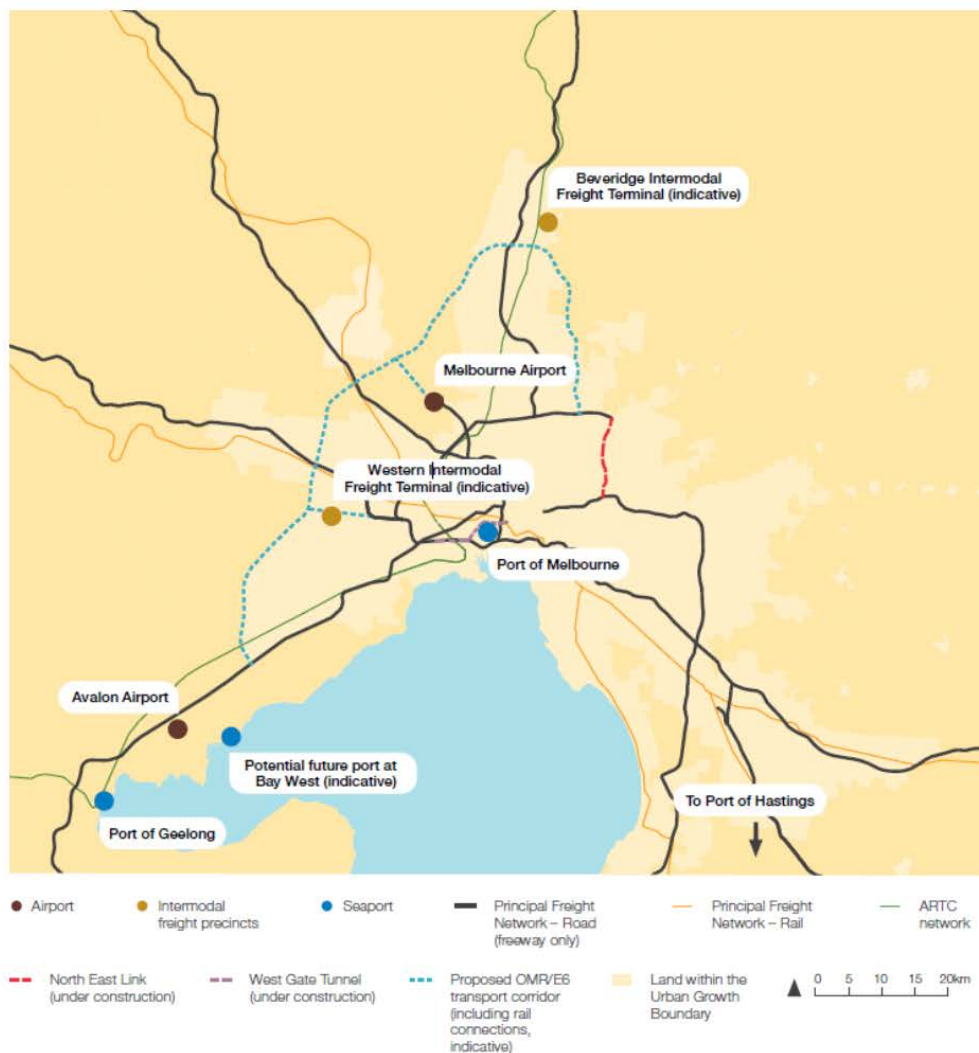 Beveridge Intermodal
Freight Terminal (indicative)
Melbourne Airport
Western Intermodal
Freight Terminal (indicative)
Port of Melbourne
Avalon Airport
Potential future port at
Bay West (indicative)
To Port of Hastings
Port of Geelong
Airport
Intermodal
freight precincts
Seaport
Principal Freight
Network – Road
(freeway only)
Principal Freight
Network – Rail
ARTC
network
North East Link
(under construction)
West Gate Tunnel
(under construction)
Proposed OMR/E6
transport corridor
(including rail
connections,
indicative)
Land within the
Urban Growth
Boundary
0 5 10 15 20km